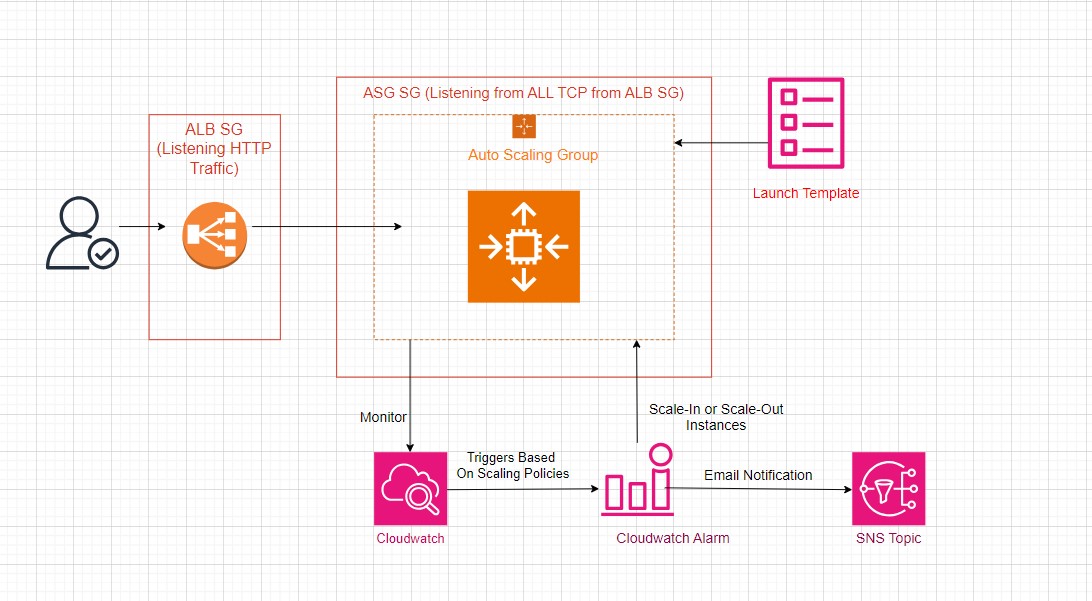 ASG SG (Listening from ALL TCP from ALB SG)
ALB SG
(Listening HTTP
Traffic)
Auto Scaling Group
Launch Template
Monitor
Scale-In or Scale-Out
Instances
Triggers Based
On Scaling Policies
Email Notification
Cloudwatch
Cloudwatch Alarm
SNS Topic